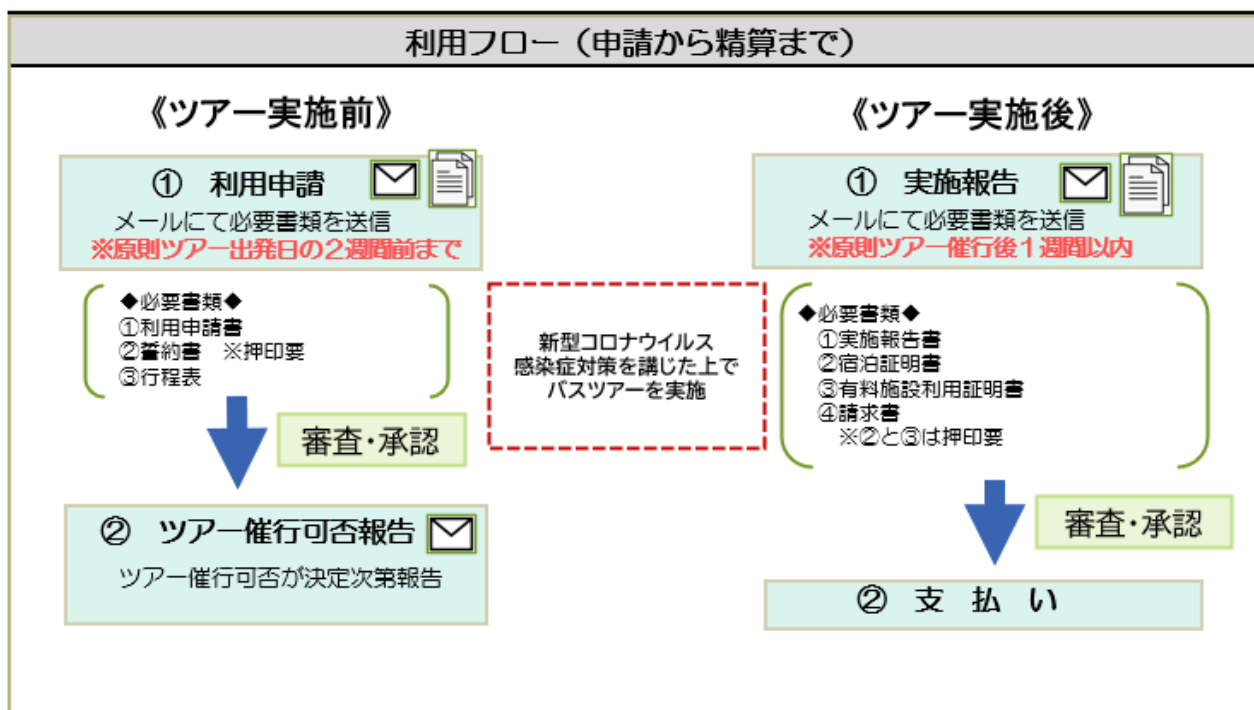 利用フロー（申請から精算まで）
《ツアー実施前》
① 利用申請
メールにて必要書類を送信
※原則ツアー出発日の2週間前まで
◆必要書類◆
①利用申請書
②誓約書 ※押印要
③行程表
審査・承認
② ツアー催行可否報告
ツアー催行可否が決定次第報告
新型コロナウイルス
感染症対策を講じた上で
バスツアーを実施
《ツアー実施後》
① 実施報告
メールにて必要書類を送信
※原則ツアー催行後1週間以内
◆必要書類◆
①実施報告書
②宿泊証明書
③有料施設利用証明書
④請求書
※②と③は押印要
審査・承認
② 支 払 い